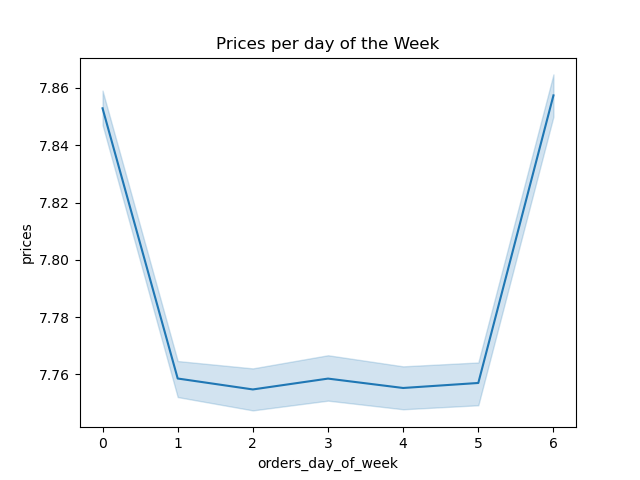 Prices per day of the Week
7.86
7.84
7.82
7.80
7.78
7.76
prices
0 1 2 3 4 5 6
orders_day_of_week